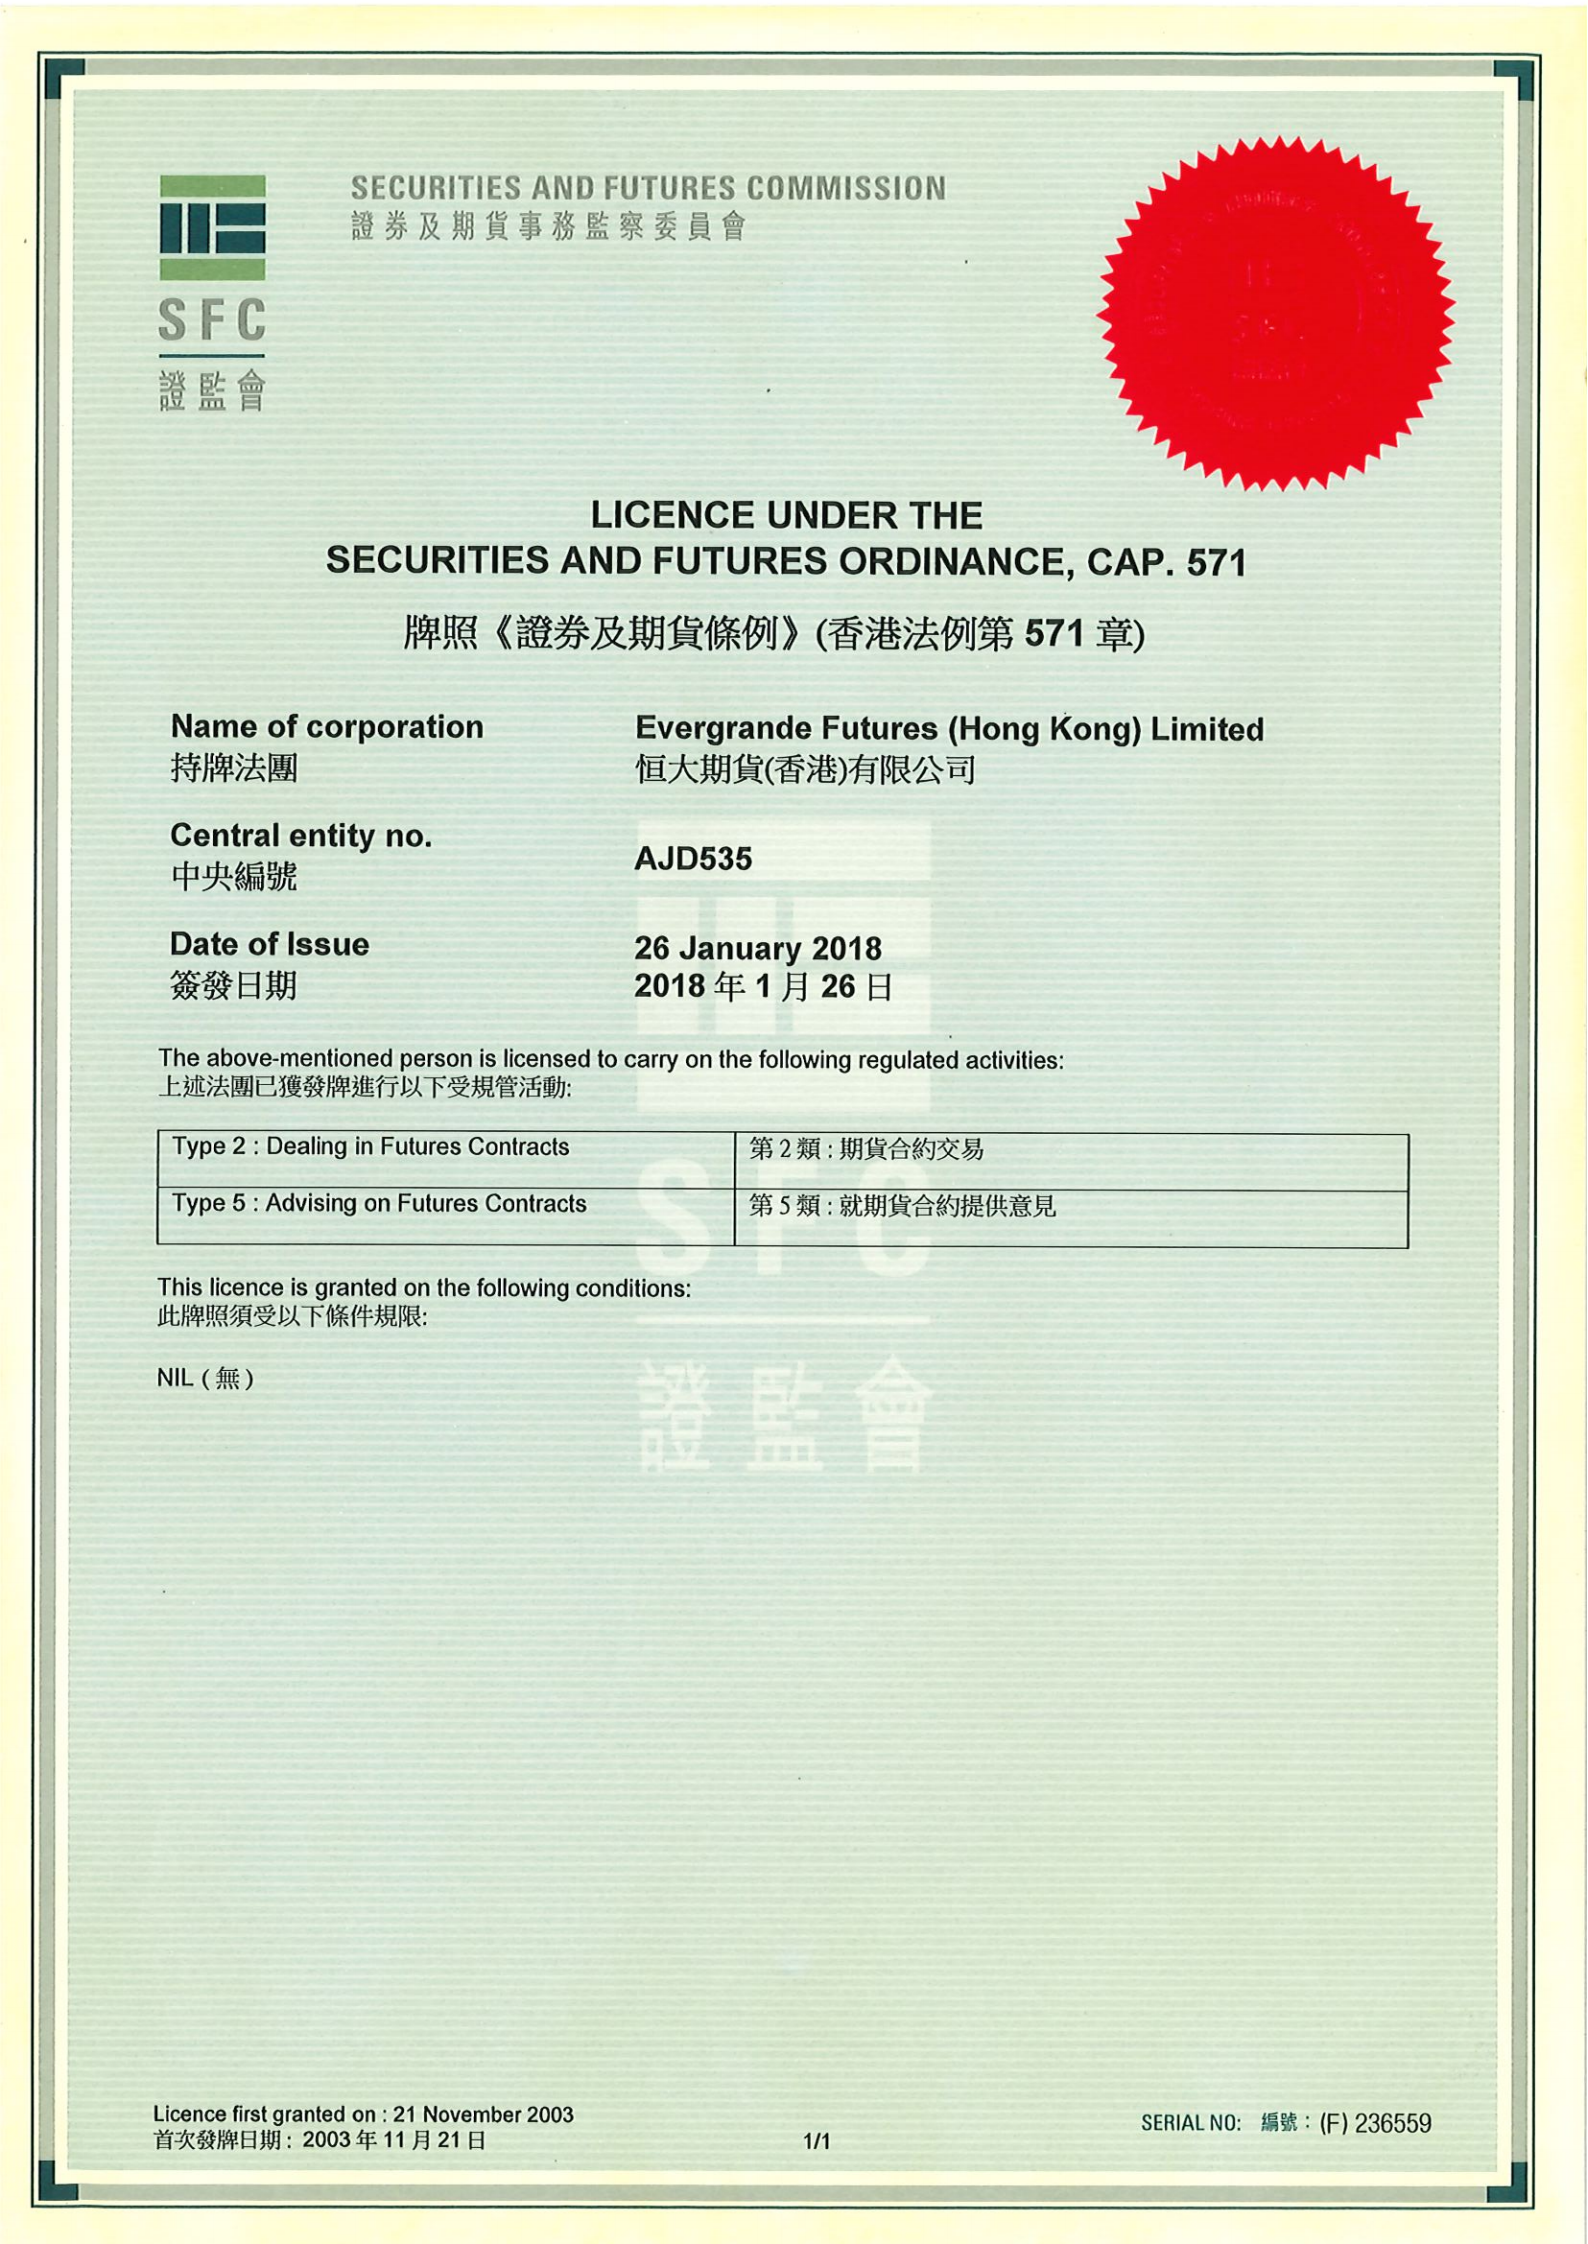 SECURITIES AND FUTURES COMMISSION
證券及期貨事務監察委員會
SFC
證監會
LICENCE UNDER THE
SECURITIES AND FUTURES ORDINANCE, CAP. 571
牌照《證券及期貨條例》(香港法例第 571 章)
Name of corporation
持牌法團
Evergrande Futures (Hong Kong) Limited
恒大期貨(香港)有限公司
Central entity no.
中央編號
AJD535
Date of Issue
簽發日期
26 January 2018
2018 年 1 月 26 日
The above-mentioned person is licensed to carry on the following regulated activities:
上述法團已獲發牌進行以下受規管活動:
Type 2 : Dealing in Futures Contracts
第 2 類 : 期貨合約交易
Type 5 : Advising on Futures Contracts
第 5 類 : 就期貨合約提供意見
SFC
This licence is granted on the following conditions:
此牌照須受以下條件規限:
NIL ( 無 )
證監會
Licence first granted on : 21 November 2003
首次發牌日期 : 2003 年 11 月 21 日
1/1
SERIAL NO: 編號：(F) 236559